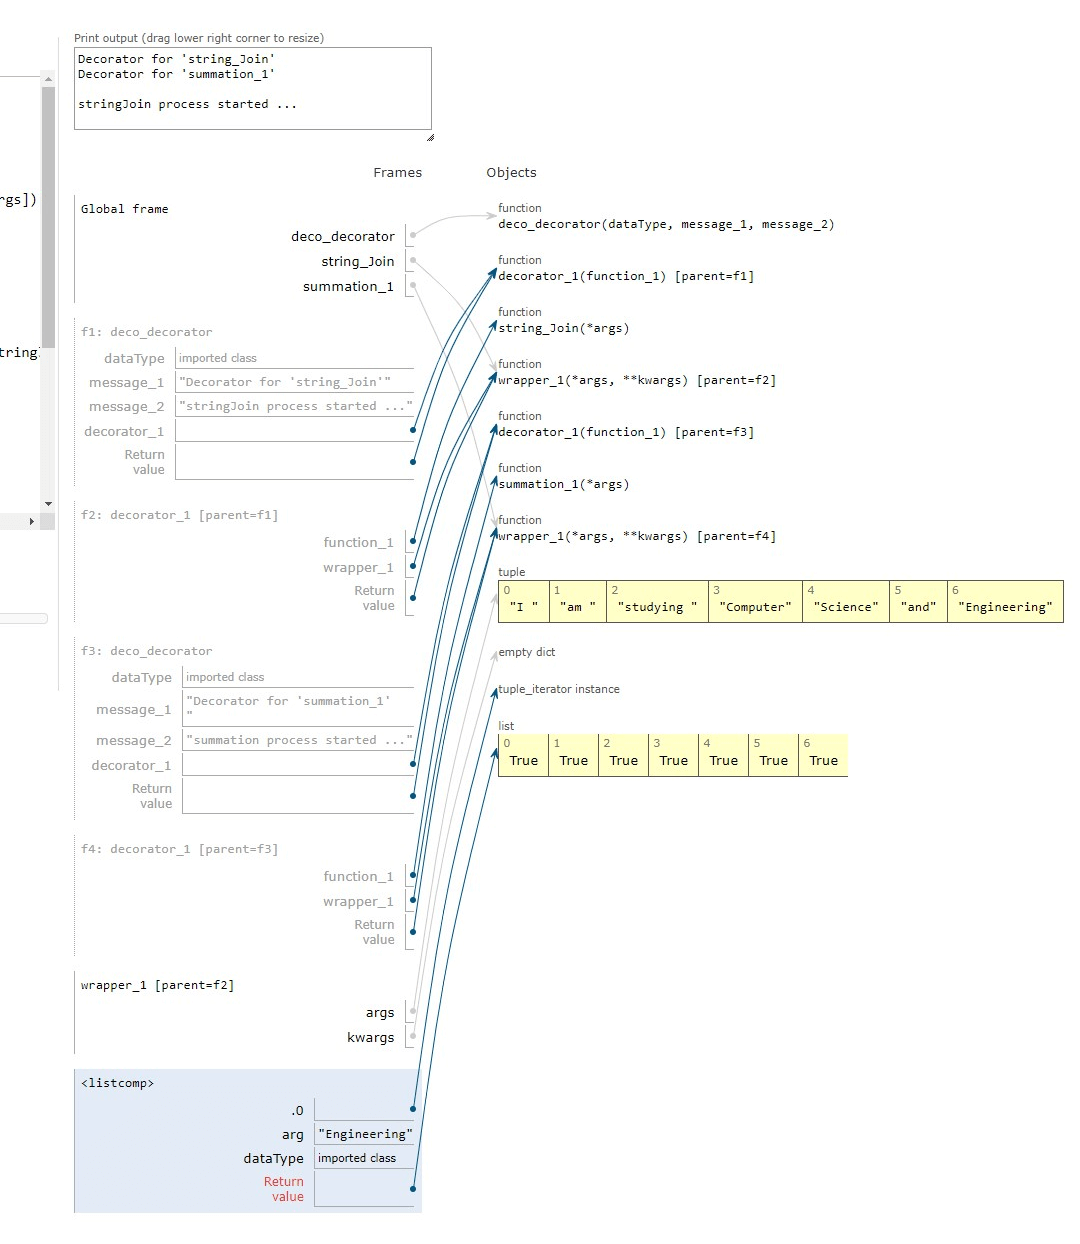 Print output (drag lower right corner to resize)
Decorator for 'string_Join'
Decorator for 'summation_1'
stringJoin process started ...
rgs])
tring
Frames
Objects
Global frame
deco_decorator
string_Join
summation_1
f1: deco_decorator
dataType imported class
message_1 "Decorator for 'string_Join'"
message_2 "stringJoin process started ..."
decorator_1
Return
value
f2: decorator_1 [parent=f1]
function_1
wrapper_1
Return
value
f3: deco_decorator
dataType imported class
message_1 "Decorator for 'summation_1'
"
message_2 "summation process started ..."
decorator_1
Return
value
f4: decorator_1 [parent=f3]
function_1
wrapper_1
Return
value
wrapper_1 [parent=f2]
args
kwargs
<listcomp>
.0
arg "Engineering"
dataType imported class
Return
value
function
deco_decorator(dataType, message_1, message_2)
function
decorator_1(function_1) [parent=f1]
function
string_Join(*args)
function
wrapper_1(*args, **kwargs) [parent=f2]
function
decorator_1(function_1) [parent=f3]
function
summation_1(*args)
function
wrapper_1(*args, **kwargs) [parent=f4]
tuple
0 1 2 3 4 5 6
"I " "am " "studying " "Computer" "Science" "and" "Engineering"
empty dict
tuple_iterator instance
list
0 1 2 3 4 5 6
True True True True True True True